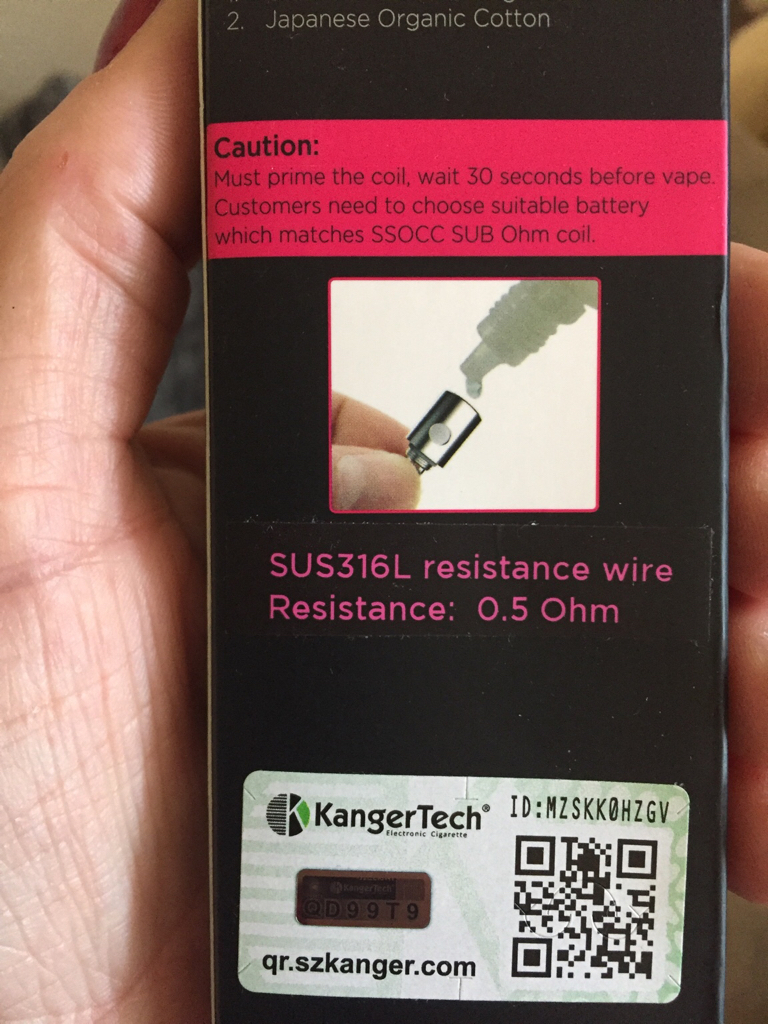 2. Japanese Organic Cotton
Caution:
Must prime the coil, wait 30 seconds before vape.
Customers need to choose suitable battery
which matches SSOCC SUB Ohm coil.
SUS316L resistance wire
Resistance: 0.5 Ohm
KangerTech®
Electronic Cigarette
ID:MZSKK0HZGV
KangerTech
QD99T9
qr.szkanger.com